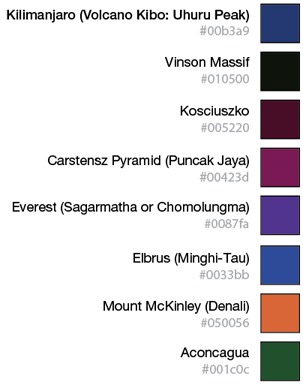 Kilimanjaro (Volcano Kibo: Uhuru Peak)
#00b3a9
Vinson Massif
#010500
Kosciuszko
#005220
Carstensz Pyramid (Puncak Jaya)
#00423d
Everest (Sagarmatha or Chomolungma)
#0087fa
Elbrus (Minghi-Tau)
#0033bb
Mount McKinley (Denali)
#050056
Aconcagua
#001c0c